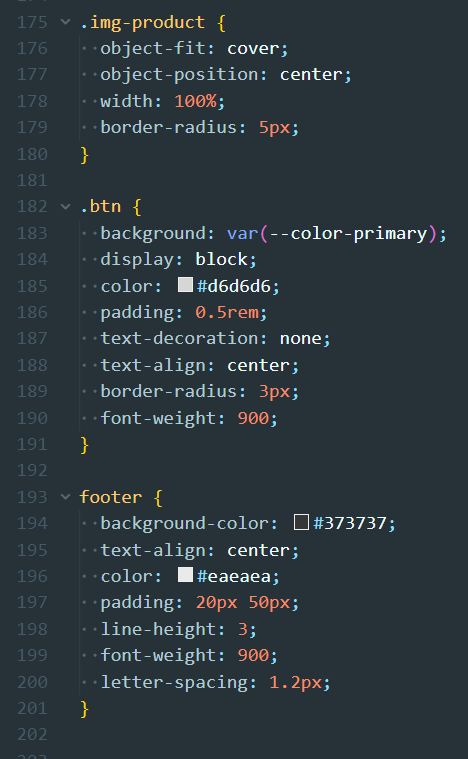 175 .img-product {
176 object-fit: cover;
177 object-position: center;
178 width: 100%;
179 border-radius: 5px;
180 }
181
182 .btn {
183 background: var(--color-primary);
184 display: block;
185 color: #d6d6d6;
186 padding: 0.5rem;
187 text-decoration: none;
188 text-align: center;
189 border-radius: 3px;
190 font-weight: 900;
191 }
192
193 footer {
194 background-color: #373737;
195 text-align: center;
196 color: #eaeaea;
197 padding: 20px 50px;
198 line-height: 3;
199 font-weight: 900;
200 letter-spacing: 1.2px;
201 }
202